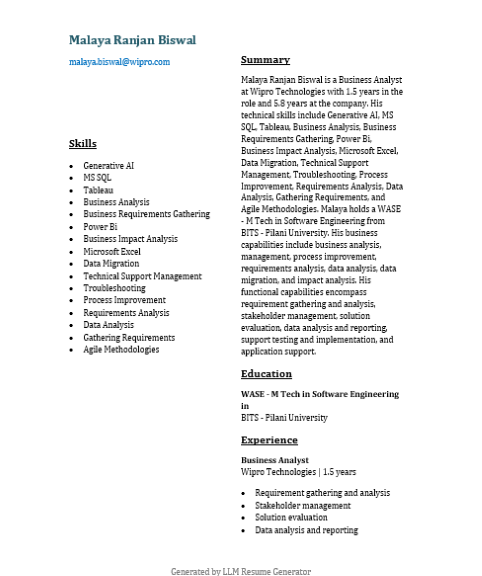 Malaya Ranjan Biswal
malaya.biswal@wipro.com
Skills
• Generative AI
• MS SQL
• Tableau
• Business Analysis
• Business Requirements Gathering
• Power Bi
• Business Impact Analysis
• Microsoft Excel
• Data Migration
• Technical Support Management
• Troubleshooting
• Process Improvement
• Requirements Analysis
• Data Analysis
• Gathering Requirements
• Agile Methodologies
Summary
Malaya Ranjan Biswal is a Business Analyst
at Wipro Technologies with 1.5 years in the
role and 5.8 years at the company. His
technical skills include Generative AI, MS
SQL, Tableau, Business Analysis, Business
Requirements Gathering, Power Bi,
Business Impact Analysis, Microsoft Excel,
Data Migration, Technical Support
Management, Troubleshooting, Process
Improvement, Requirements Analysis, Data
Analysis, Gathering Requirements, and
Agile Methodologies. Malaya holds a WASE
- M Tech in Software Engineering from
BITS - Pilani University. His business
capabilities include business analysis,
management, process improvement,
requirements analysis, data analysis, data
migration, and impact analysis. His
functional capabilities encompass
requirement gathering and analysis,
stakeholder management, solution
evaluation, data analysis and reporting,
support testing and implementation, and
application support.
Education
WASE - M Tech in Software Engineering
in
BITS - Pilani University
Experience
Business Analyst
Wipro Technologies | 1.5 years
• Requirement gathering and analysis
• Stakeholder management
• Solution evaluation
• Data analysis and reporting
Generated by LLM Resume Generator